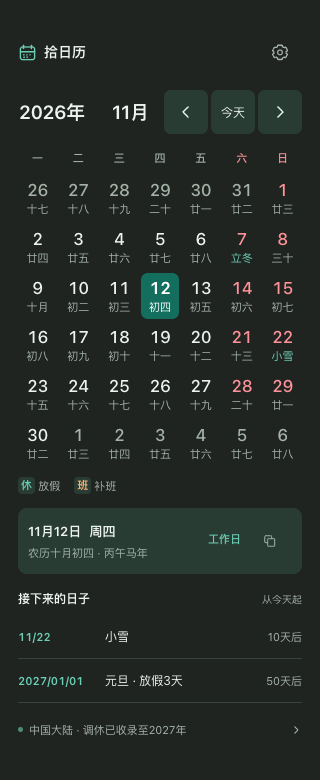 拾日历
2026年 11月 今天
一 二 三 四 五 六 日
26 27 28 29 30 31 1
十七 十八 十九 二十 廿一 廿二 廿三
2 3 4 5 6 7 8
廿四 廿五 廿六 廿七 廿八 立冬 三十
9 10 11 12 13 14 15
十月 初二 初三 初四 初五 初六 初七
16 17 18 19 20 21 22
初八 初九 初十 十一 十二 十三 小雪
23 24 25 26 27 28 29
十五 十六 十七 十八 十九 二十 廿一
30 1 2 3 4 5 6
廿二 廿三 廿四 廿五 廿六 廿七 廿八
休 放假 班 补班
11月12日 周四 工作日
农历十月初四 · 丙午马年
接下来的日子 从今天起
11/22 小雪 10天后
2027/01/01 元旦 · 放假3天 50天后
中国大陆 · 调休已收录至2027年